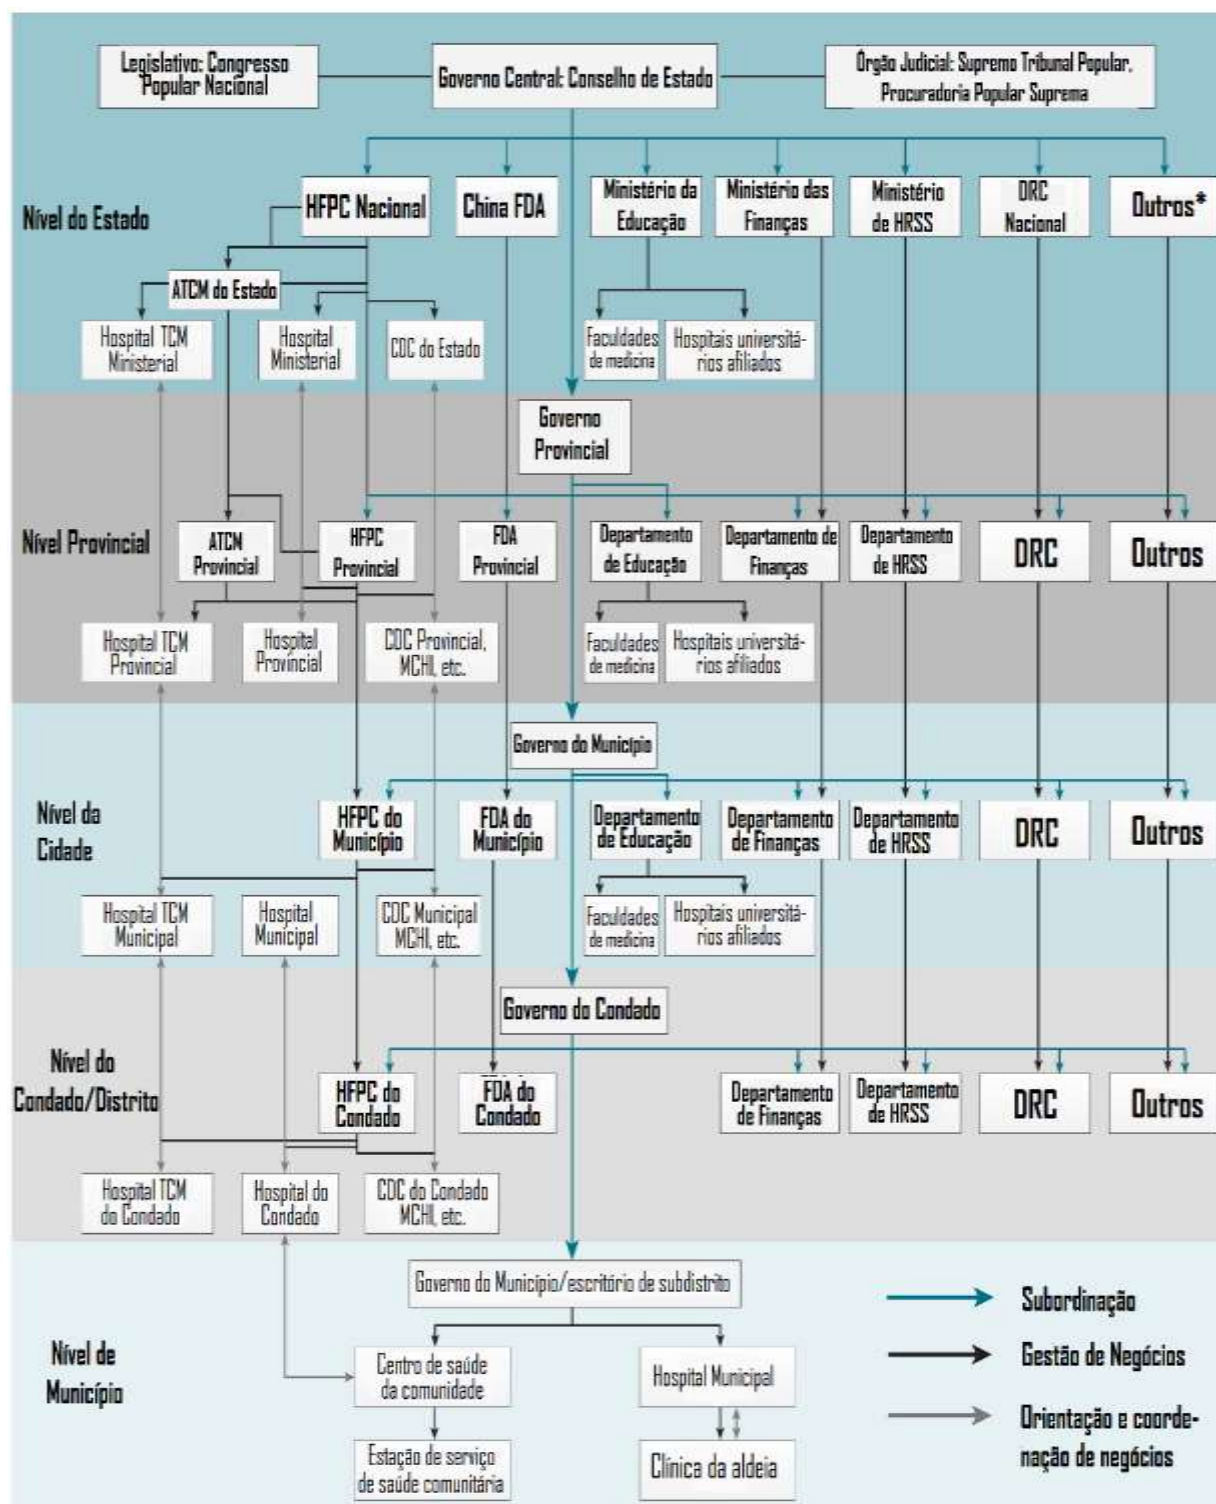 Legislativo: Congresso
Popular Nacional
Governo Central: Conselho de Estado
Órgão Judicial: Supremo Tribunal Popular,
Procuradoria Popular Suprema
Nível do Estado
HFPC Nacional
China FDA
Ministério da
Educação
Ministério das
Finanças
Ministério
de HRSS
DRC
Nacional
Outros*
ATCM do Estado
Hospital TCM
Ministerial
Hospital
Ministerial
CDC do Estado
Faculdades
de medicina
Hospitais universitá-
rios afiliados
Governo
Provincial
Nível Provincial
ATCM
Provincial
HFPC
Provincial
FDA
Provincial
Departamento
de Educação
Departamento de
Finanças
Departamento
de HRSS
DRC
Outros
Hospital TCM
Provincial
Hospital
Provincial
CDC Provincial,
MCHI, etc.
Faculdades
de medicina
Hospitais universitá-
rios afiliados
Governo do Município
Nível da
Cidade
HFPC do
Município
FDA do
Município
Departamento
de Educação
Departamento
de Finanças
Departamento
de HRSS
DRC
Outros
Hospital TCM
Municipal
Hospital
Municipal
CDC Municipal
MCHI, etc.
Faculdades
de medicina
Hospitais universitá-
rios afiliados
Governo do Condado
Nível do
Condado/Distrito
HFPC do
Condado
FDA do
Condado
Departamento
de Finanças
Departamento
de HRSS
DRC
Outros
Hospital TCM
do Condado
Hospital do
Condado
CDC do Condado
MCHI, etc.
Governo do Município/escritório de subdistrito
Nível de
Município
Centro de saúde
da comunidade
Hospital Municipal
Estação de serviço
de saúde comunitária
Clínica da aldeia
Subordinação
Gestão de Negócios
Orientação e coorde-
nação de negócios